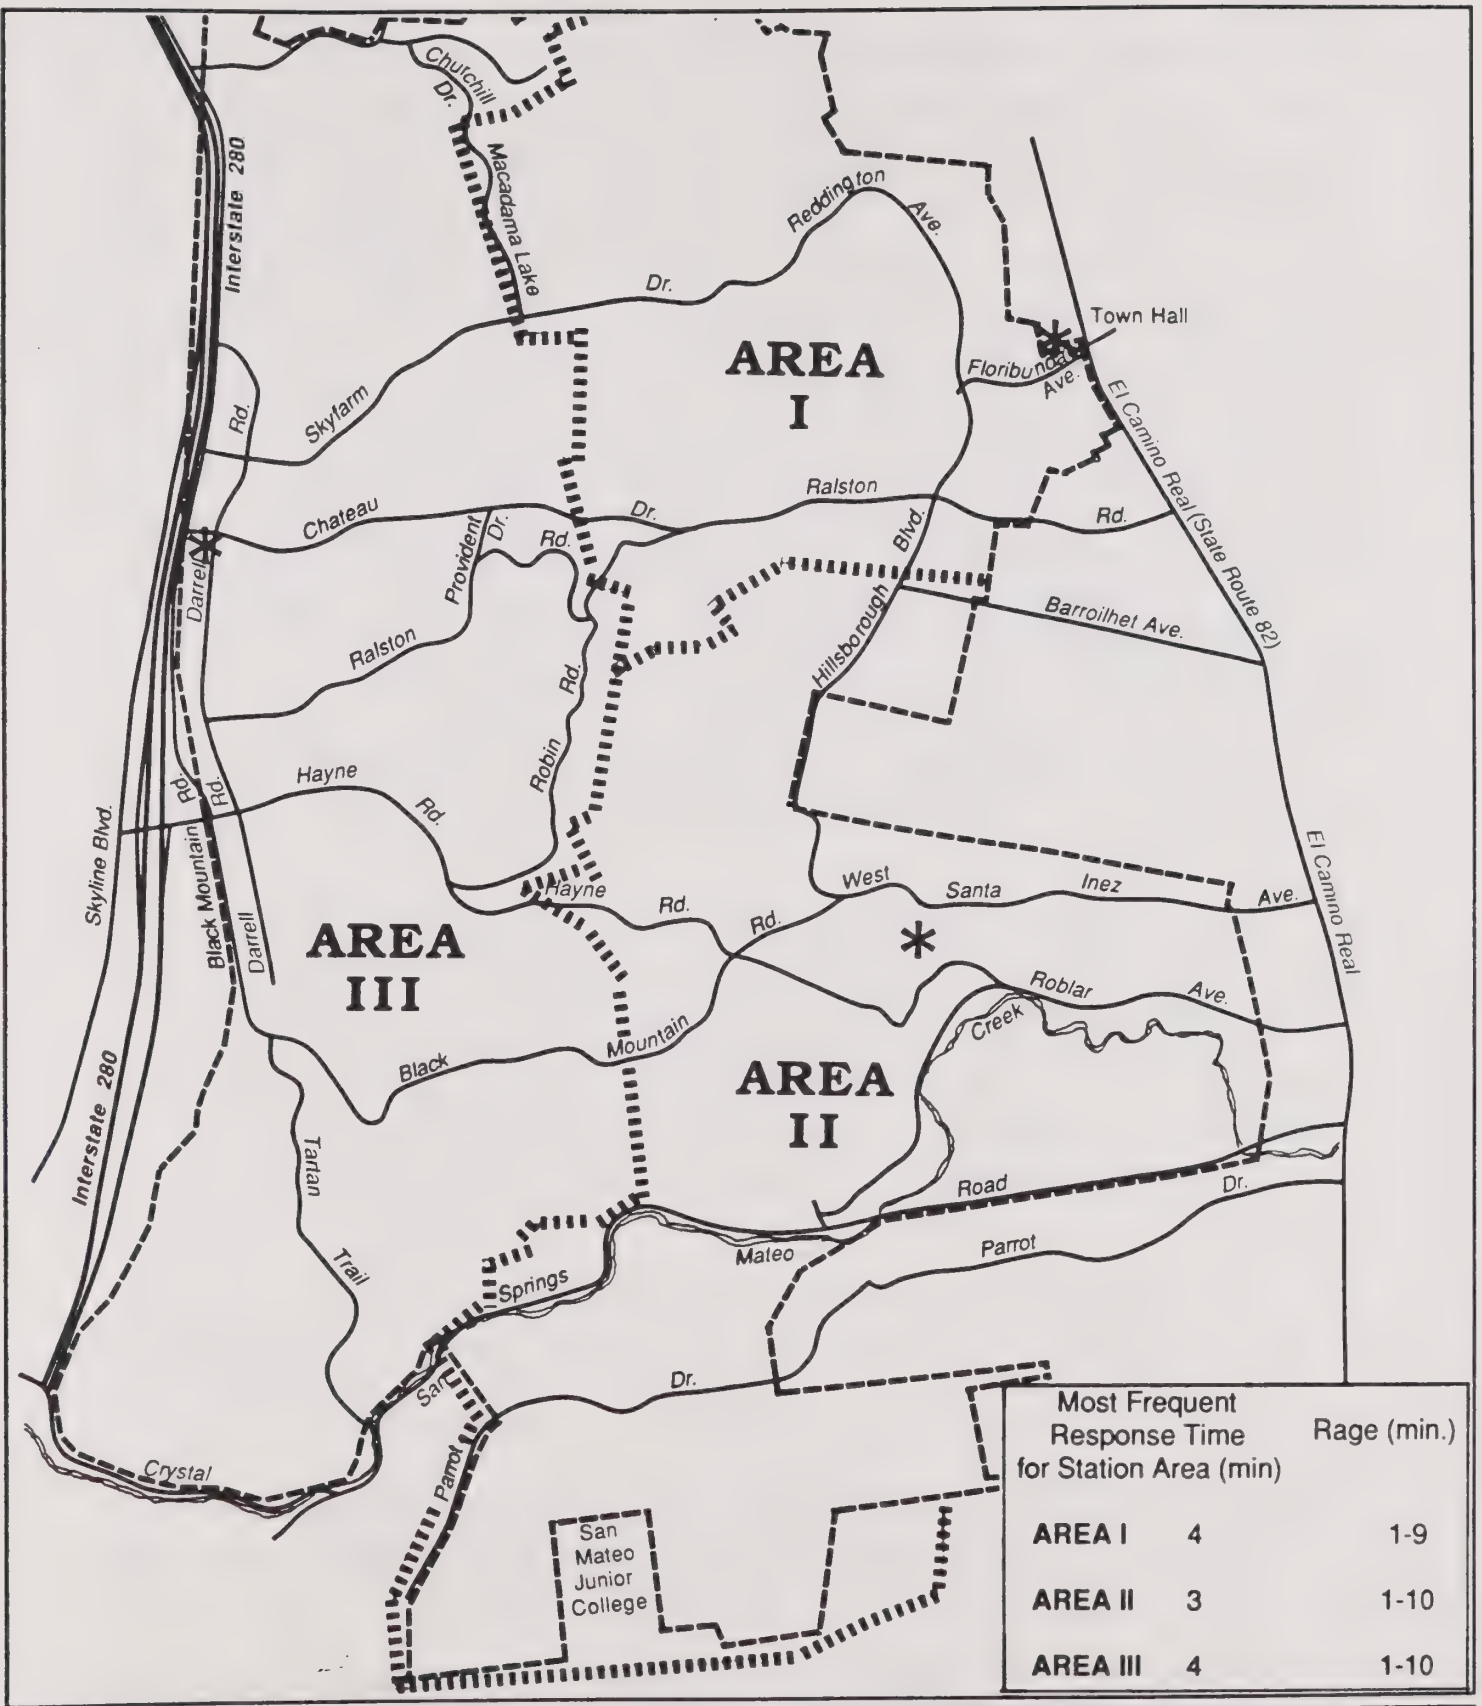 Churchill
Dr.
Interstate 280
Macadama Lake
Reddington
Ave.
Dr.
Town Hall
AREA
I
Floribunda
Ave.
El Camino Real (State Route 82)
Skyfarm
Rd.
Chateau
Dr.
Ralston
Rd.
Provident
Dr.
Rd.
Blvd.
Darrell
Hillsborough
Barroilhet Ave.
Ralston
Rd.
Robin
Rd.
Rd.
Hayne
Rd.
Skyline Blvd.
Black Mountain
Darrell
El Camino Real
Hayne
Rd.
West
Santa
Inez
Ave.
Rd.
AREA
III
Roblar
Ave.
Creek
Mountain
Black
AREA
II
Interstate 280
Tartan
Trail
Road
Dr.
Mateo
Parrot
Springs
Dr.
San
Parrot
Crystal
San
Mateo
Junior
College
Most Frequent
Response Time
for Station Area (min)
Rage (min.)
AREA I 4 1-9
AREA II 3 1-10
AREA III 4 1-10